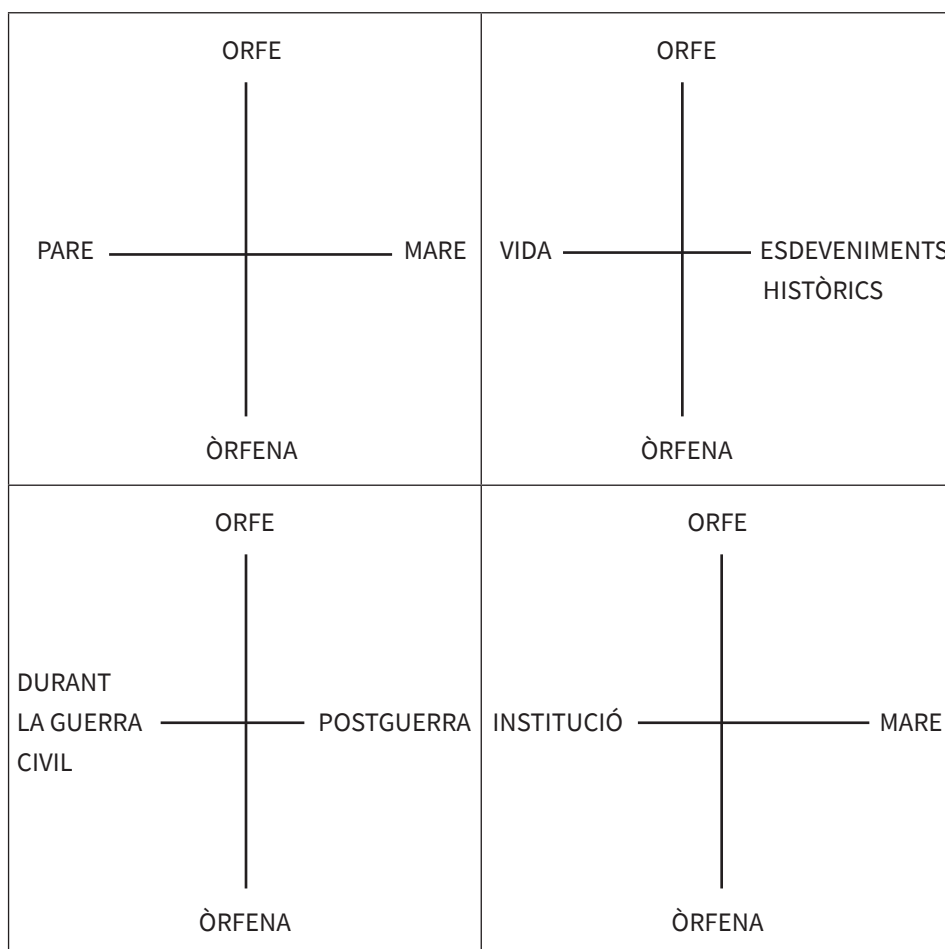 ORFE
PARE
MARE
ÒRFENA
ORFE
VIDA
ESDEVENIMENTS
HISTÒRICS
ÒRFENA
ORFE
DURANT
LA GUERRA
CIVIL
POSTGUERRA
ÒRFENA
ORFE
INSTITUCIÓ
MARE
ÒRFENA